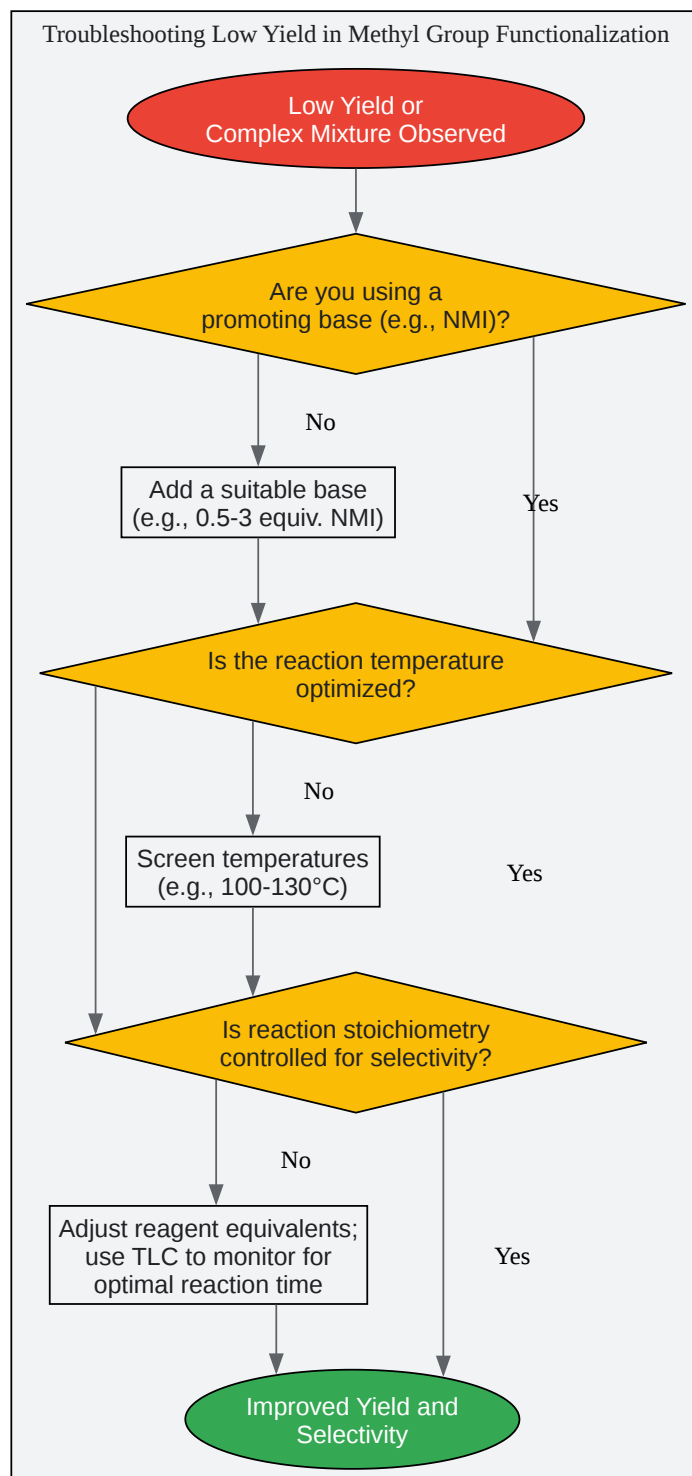 Troubleshooting Low Yield in Methyl Group Functionalization
Low Yield or
Complex Mixture Observed
Are you using a
promoting base (e.g., NMI)?
No
Add a suitable base
(e.g., 0.5-3 equiv. NMI)
Yes
Is the reaction temperature
optimized?
No
Screen temperatures
(e.g., 100-130°C)
Yes
Is reaction stoichiometry
controlled for selectivity?
No
Adjust reagent equivalents;
use TLC to monitor for
optimal reaction time
Yes
Improved Yield and
Selectivity